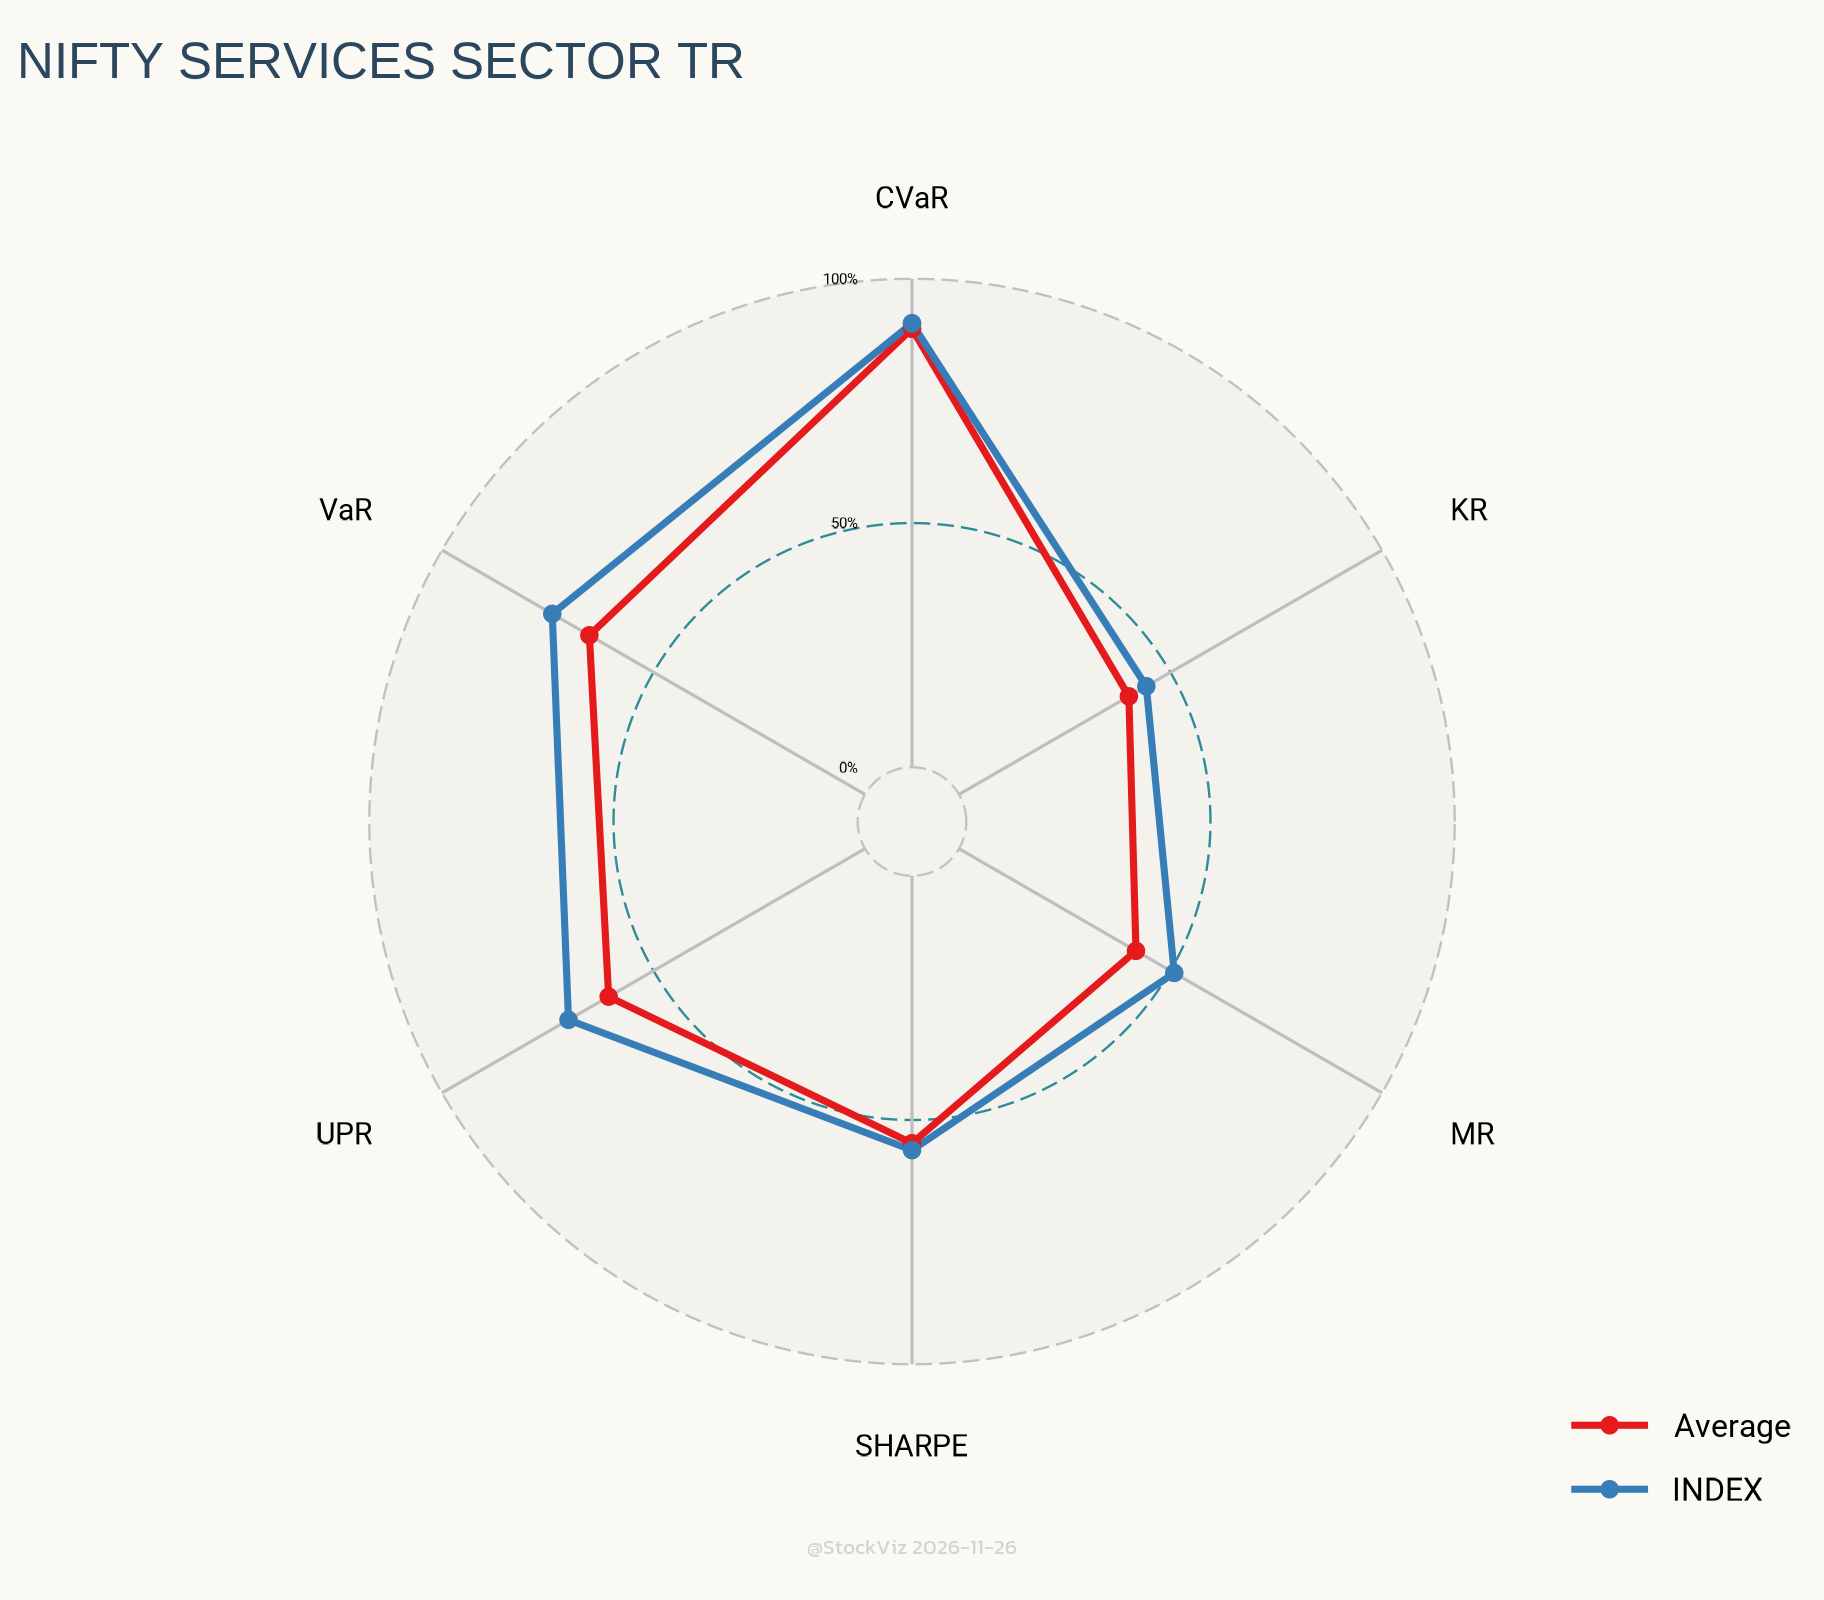 NIFTY SERVICES SECTOR TR
CVaR
100%
VaR
50%
KR
0%
UPR
MR
SHARPE
Average
INDEX
@StockViz 2026-11-26